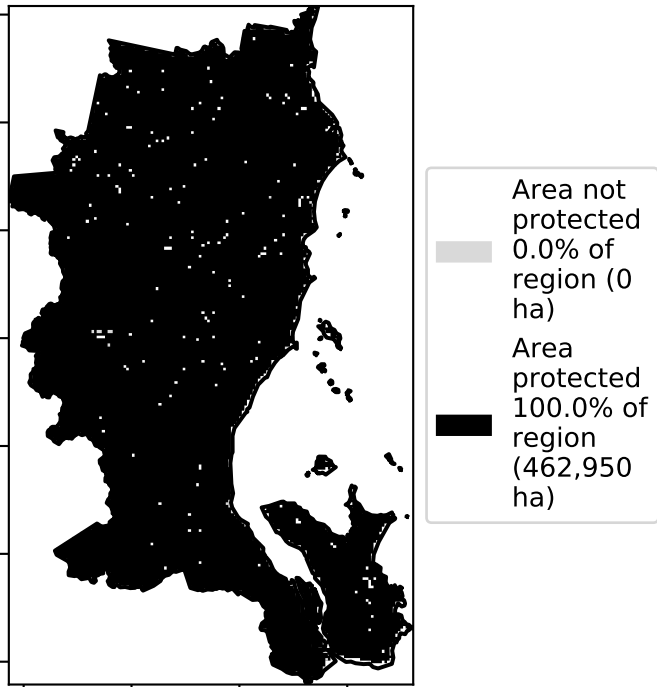 Area not
protected
0.0% of
region (0
ha)
Area
protected
100.0% of
region
(462,950
ha)